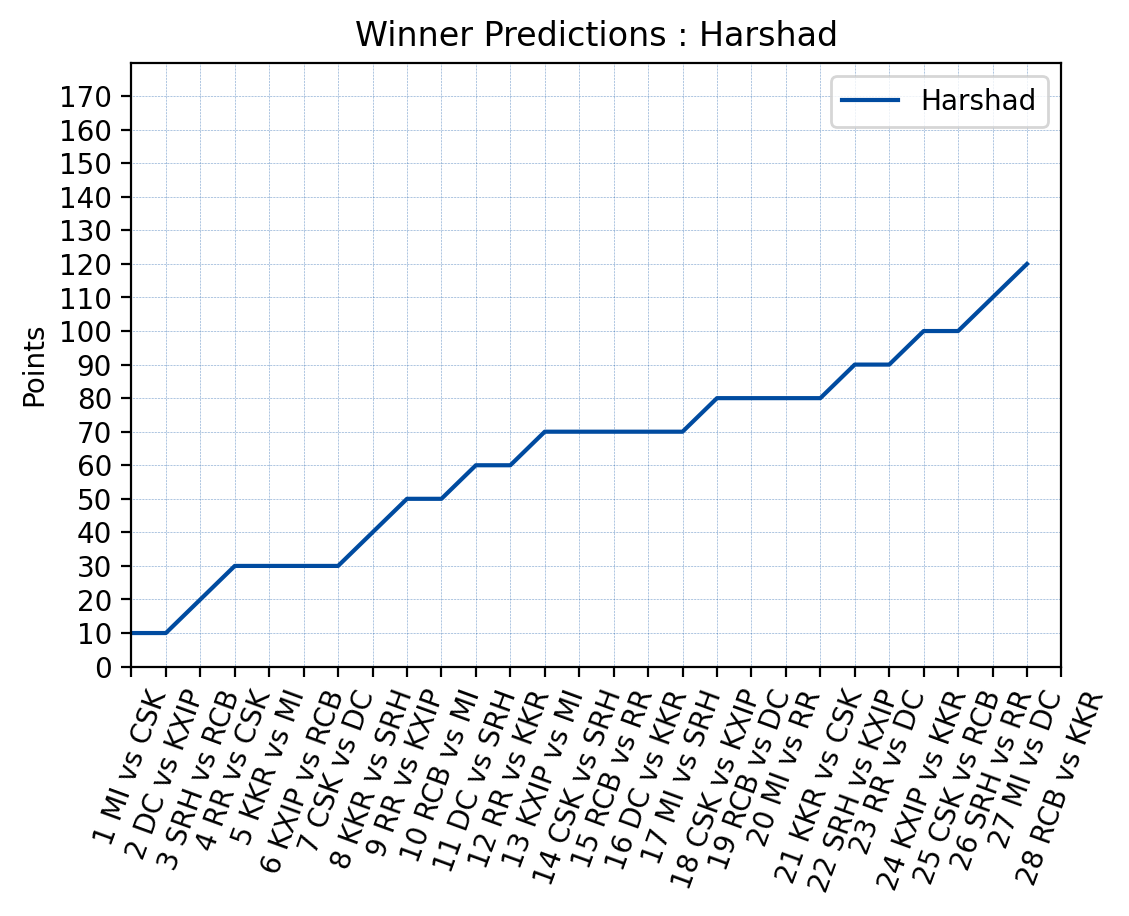 Winner Predictions : Harshad
Harshad
Points
170
160
150
140
130
120
110
100
90
80
70
60
50
40
30
20
10
0
1 MI vs CSK
2 DC vs KXIP
3 SRH vs RCB
4 RR vs CSK
5 KKR vs MI
6 KXIP vs RCB
7 CSK vs DC
8 KKR vs SRH
9 RR vs KXIP
10 RCB vs MI
11 DC vs SRH
12 RR vs KKR
13 KXIP vs MI
14 CSK vs SRH
15 RCB vs RR
16 DC vs KKR
17 MI vs SRH
18 CSK vs KXIP
19 RCB vs DC
20 MI vs RR
21 KKR vs CSK
22 SRH vs KXIP
23 RR vs DC
24 KXIP vs KKR
25 CSK vs RCB
26 SRH vs RR
27 MI vs DC
28 RCB vs KKR